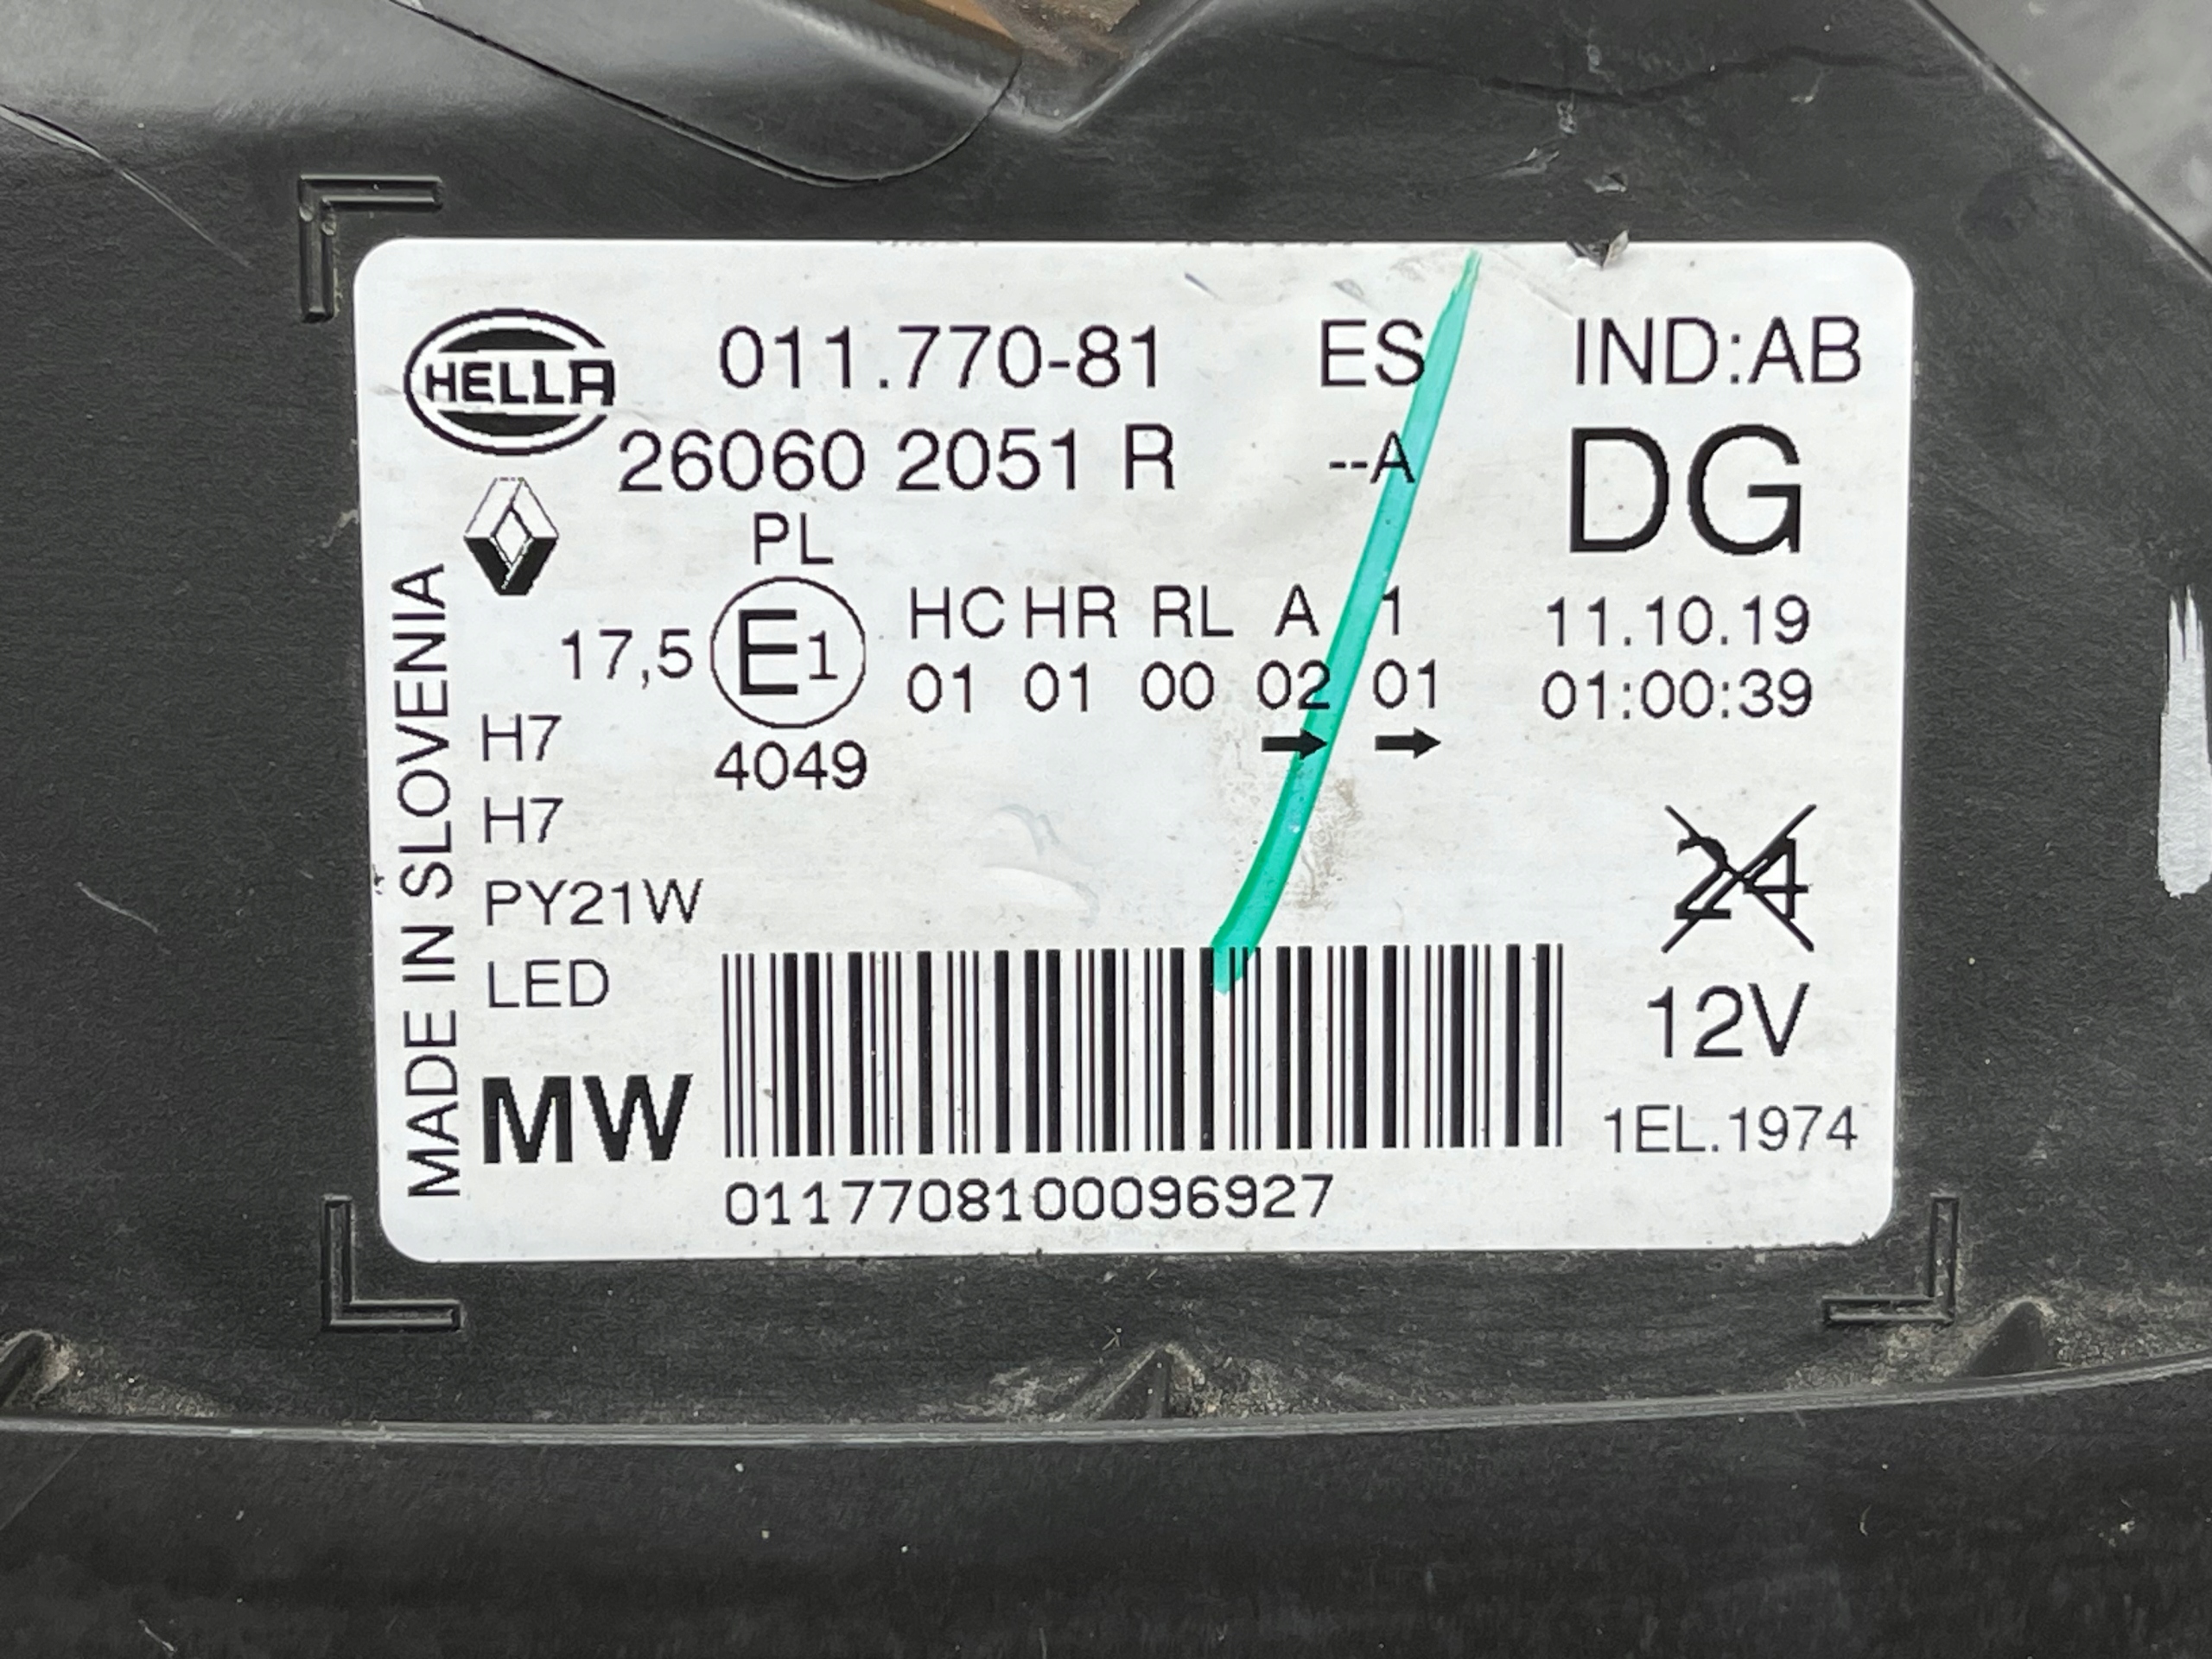 HELLA 011.770-81 ES IND:AB
26060 2051 R --A DG
PL
17,5 E1 HC HR RL A 1 11.10.19
01 01 00 02 01 01:00:39
H7 4049
H7
PY21W 24
LED 12V
MW 1EL.1974
0117708100096927
MADE IN SLOVENIA